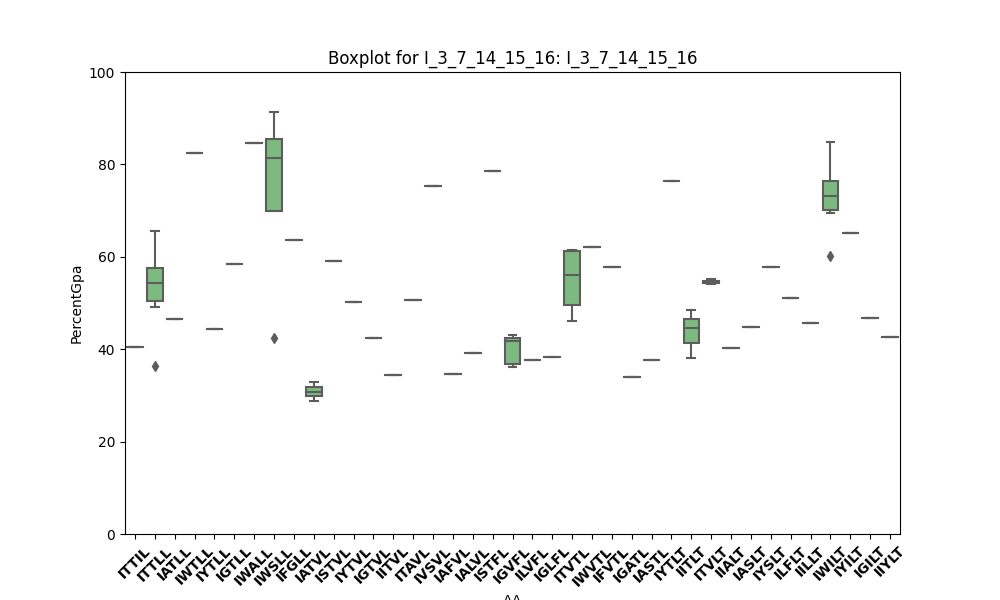 Boxplot for I_3_7_14_15_16: I_3_7_14_15_16
PercentGpa
100
80
60
40
20
0
ITTIL
ITTLL
IATLL
IWTLL
IYTLL
IGTLL
IWALL
IWSLL
IFGLL
IATVL
ISTVL
IYTVL
IGTVL
IITVL
ITAVL
IVSVL
IAFVL
IALVL
ISTFL
IGVFL
ILVFL
IGLFL
ITVTL
IWVTL
IFVTL
IGATL
IASTL
IYTLT
IITLT
ITVLT
IIALT
IASLT
IYSLT
ILFLT
IILLT
IWILT
IYILT
IGILT
IIYLT
AA